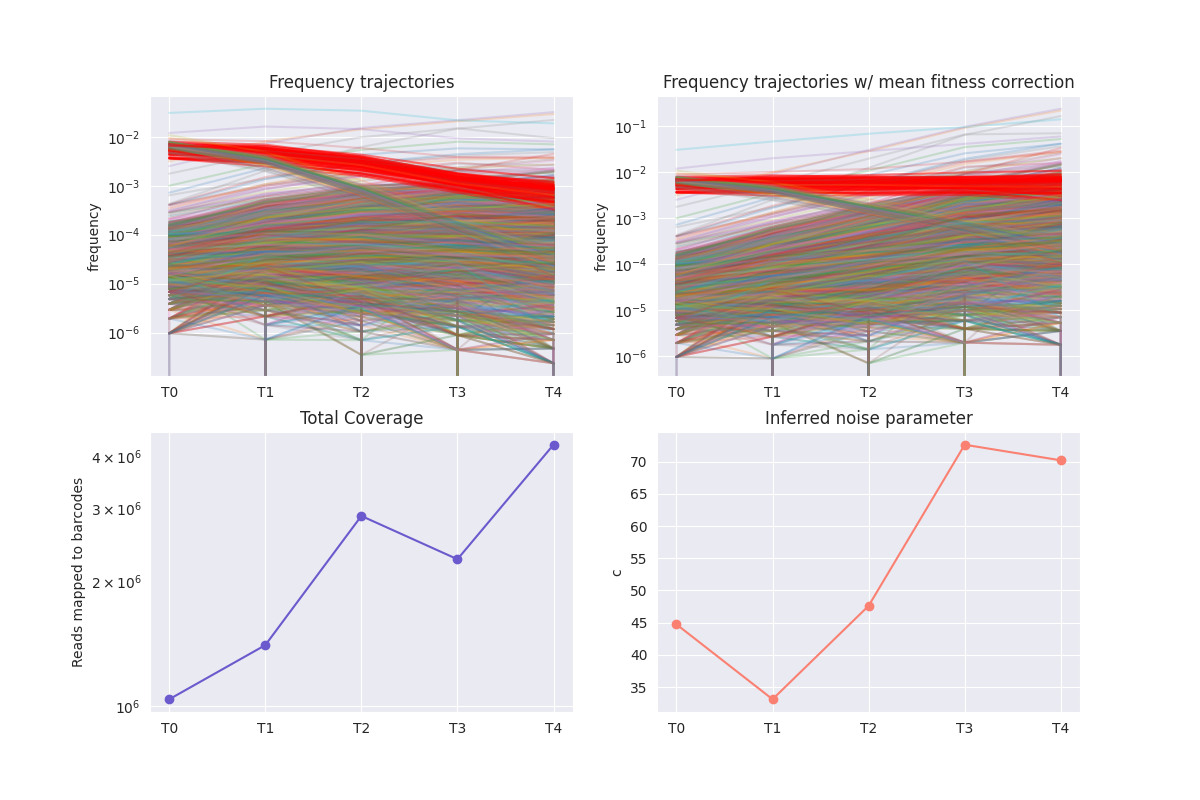 Frequency trajectories
frequency
10⁻²
10⁻³
10⁻⁴
10⁻⁵
10⁻⁶
T0 T1 T2 T3 T4
Frequency trajectories w/ mean fitness correction
frequency
10⁻¹
10⁻²
10⁻³
10⁻⁴
10⁻⁵
10⁻⁶
T0 T1 T2 T3 T4
Total Coverage
Reads mapped to barcodes
4 × 10⁶
3 × 10⁶
2 × 10⁶
10⁶
T0 T1 T2 T3 T4
Inferred noise parameter
c
70
65
60
55
50
45
40
35
T0 T1 T2 T3 T4